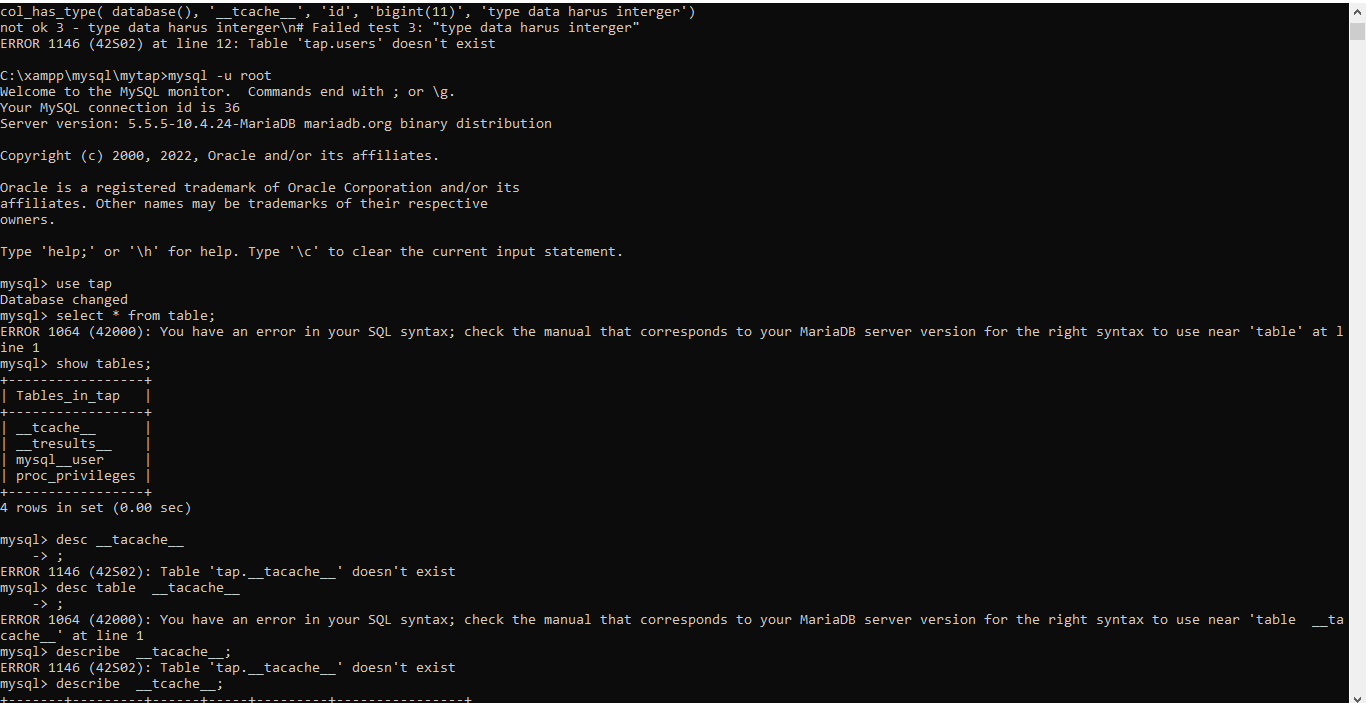 col_has_type( database(), '__tcache__', 'id', 'bigint(11)', 'type data harus interger')
not ok 3 - type data harus interger\n# Failed test 3: "type data harus interger"
ERROR 1146 (42S02) at line 12: Table 'tap.users' doesn't exist
C:\xampp\mysql\mytap>mysql -u root
Welcome to the MySQL monitor.  Commands end with ; or \g.
Your MySQL connection id is 36
Server version: 5.5.5-10.4.24-MariaDB mariadb.org binary distribution
Copyright (c) 2000, 2022, Oracle and/or its affiliates.
Oracle is a registered trademark of Oracle Corporation and/or its
affiliates. Other names may be trademarks of their respective
owners.
Type 'help;' or '\h' for help. Type '\c' to clear the current input statement.
mysql> use tap
Database changed
mysql> select * from table;
ERROR 1064 (42000): You have an error in your SQL syntax; check the manual that corresponds to your MariaDB server version for the right syntax to use near 'table' at l
ine 1
mysql> show tables;
+-----------------+
| Tables_in_tap   |
+-----------------+
| __tcache__      |
| __tresults__    |
| mysql__user     |
| proc_privileges |
+-----------------+
4 rows in set (0.00 sec)
mysql> desc __tacache__
    -> ;
ERROR 1146 (42S02): Table 'tap.__tacache__' doesn't exist
mysql> desc table  __tacache__
    -> ;
ERROR 1064 (42000): You have an error in your SQL syntax; check the manual that corresponds to your MariaDB server version for the right syntax to use near 'table  __ta
cache__' at line 1
mysql> describe  __tacache__;
ERROR 1146 (42S02): Table 'tap.__tacache__' doesn't exist
mysql> describe  __tcache__;
+-------+---------+------+-----+---------+----------------+